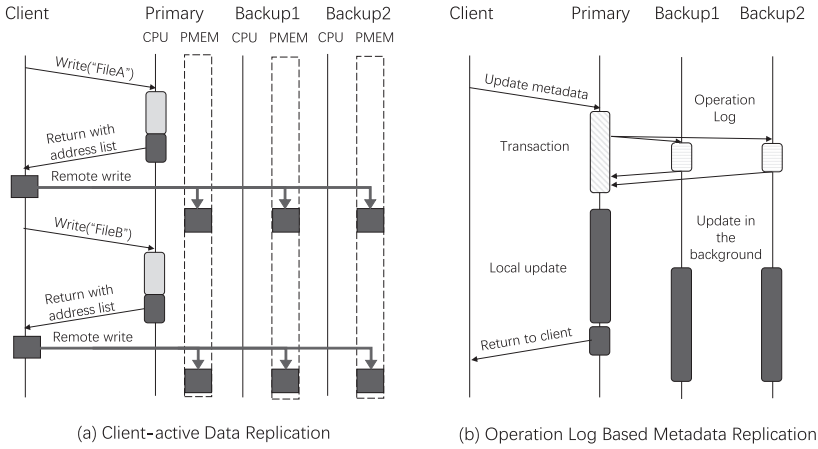 Client Primary Backup1 Backup2
CPU PMEM CPU PMEM CPU PMEM
Write("FileA")
Return with
address list
Remote write
Write("FileB")
Return with
address list
Remote write
(a) Client-active Data Replication
Client Primary Backup1 Backup2
Update metadata
Operation
Log
Transaction
Update in
the
background
Local update
Return to client
(b) Operation Log Based Metadata Replication